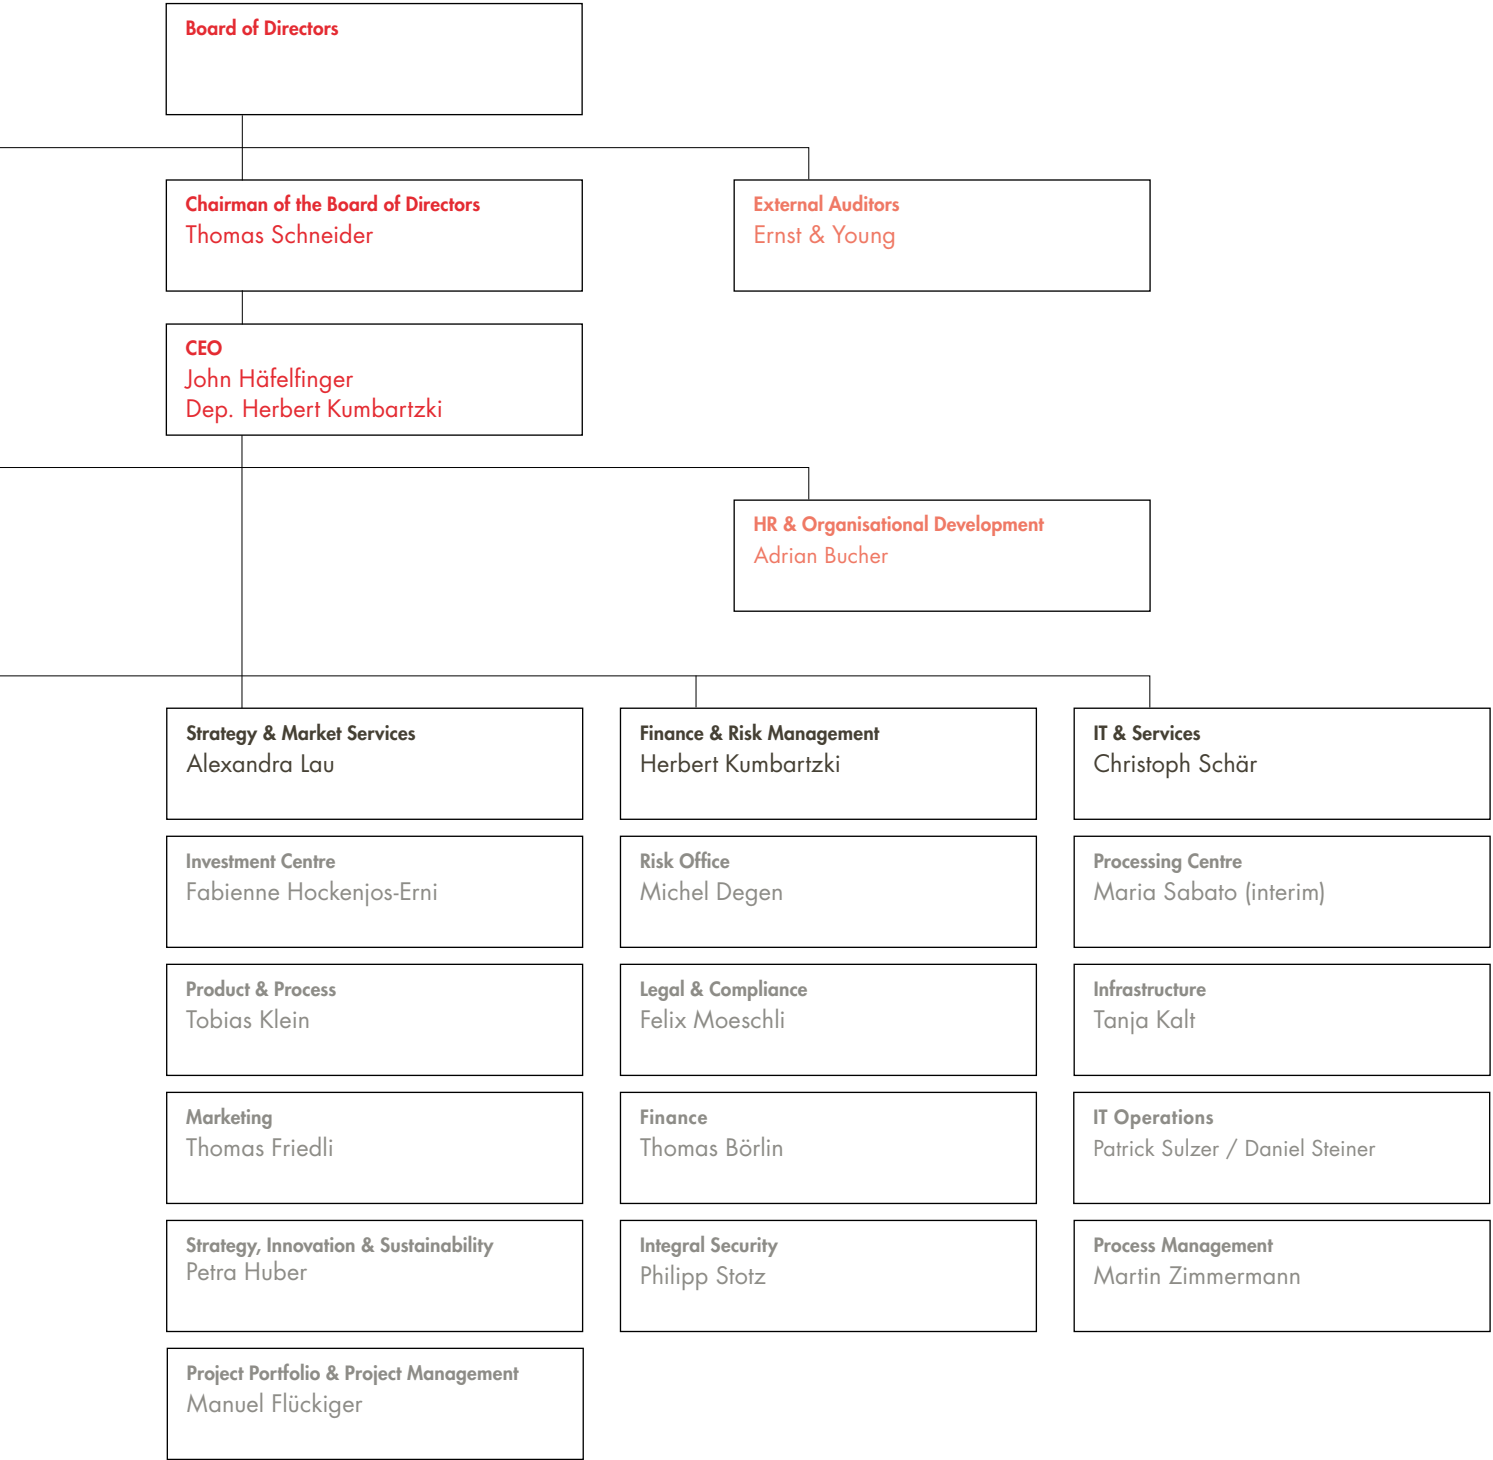 Board of Directors
Chairman of the Board of Directors
Thomas Schneider
External Auditors
Ernst & Young
CEO
John Häfelfinger
Dep. Herbert Kumbartzki
HR & Organisational Development
Adrian Bucher
Strategy & Market Services
Alexandra Lau
Investment Centre
Fabienne Hockenjos-Erni
Product & Process
Tobias Klein
Marketing
Thomas Friedli
Strategy, Innovation & Sustainability
Petra Huber
Project Portfolio & Project Management
Manuel Flückiger
Finance & Risk Management
Herbert Kumbartzki
Risk Office
Michel Degen
Legal & Compliance
Felix Moeschli
Finance
Thomas Börlin
Integral Security
Philipp Stotz
IT & Services
Christoph Schär
Processing Centre
Maria Sabato (interim)
Infrastructure
Tanja Kalt
IT Operations
Patrick Sulzer / Daniel Steiner
Process Management
Martin Zimmermann